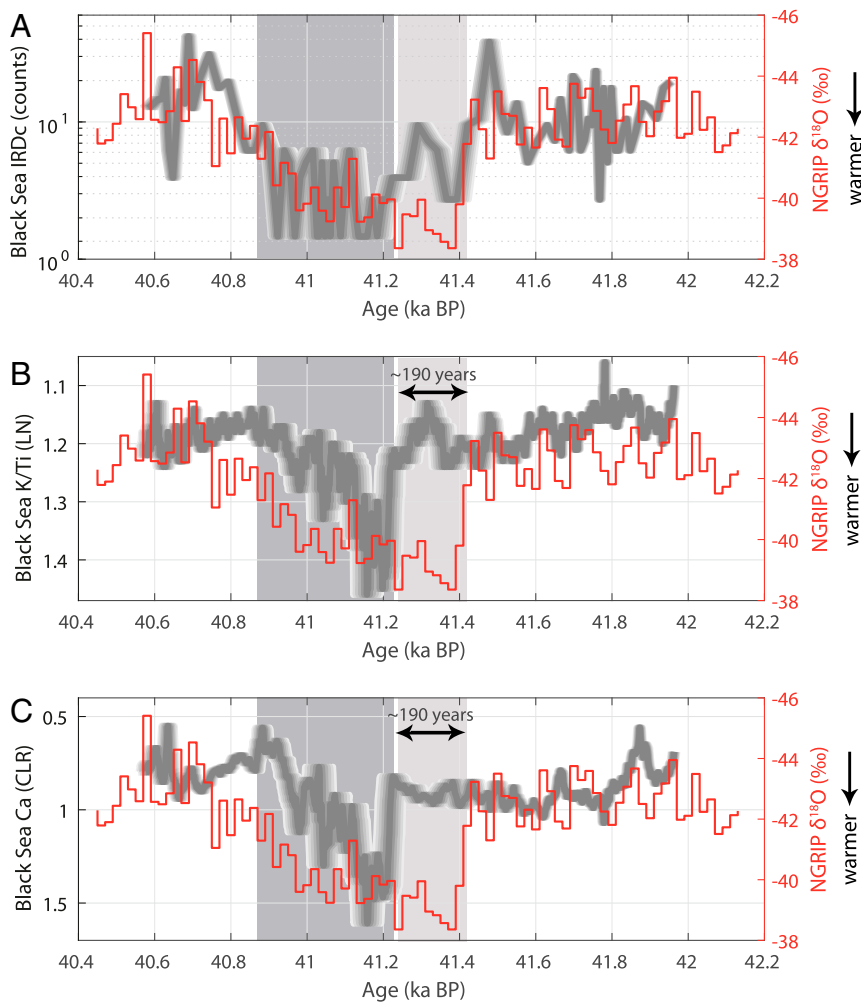 A
Black Sea IRDc (counts)
10¹
10⁰
-46
-44
-42
-40
-38
NGRIP δ¹⁸O (‰)
warmer
40.4 40.6 40.8 41 41.2 41.4 41.6 41.8 42 42.2
Age (ka BP)
B
~190 years
Black Sea K/Ti (LN)
1.1
1.2
1.3
1.4
-46
-44
-42
-40
-38
NGRIP δ¹⁸O (‰)
warmer
40.4 40.6 40.8 41 41.2 41.4 41.6 41.8 42 42.2
Age (ka BP)
C
~190 years
Black Sea Ca (CLR)
0.5
1
1.5
-46
-44
-42
-40
-38
NGRIP δ¹⁸O (‰)
warmer
40.4 40.6 40.8 41 41.2 41.4 41.6 41.8 42 42.2
Age (ka BP)